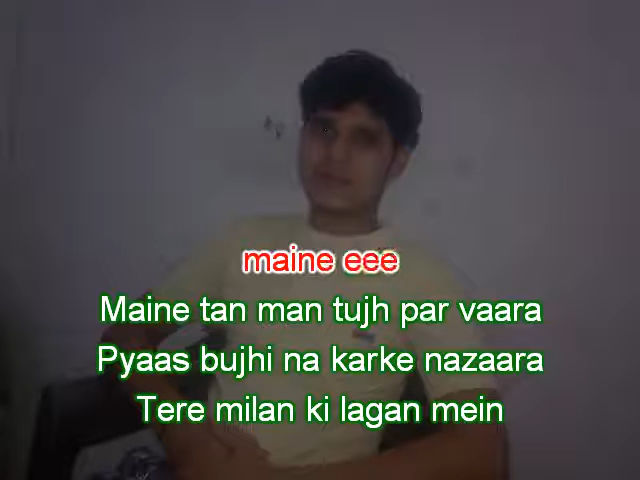 maine eee
Maine tan man tujh par vaara
Pyaas bujhi na karke nazaara
Tere milan ki lagan mein